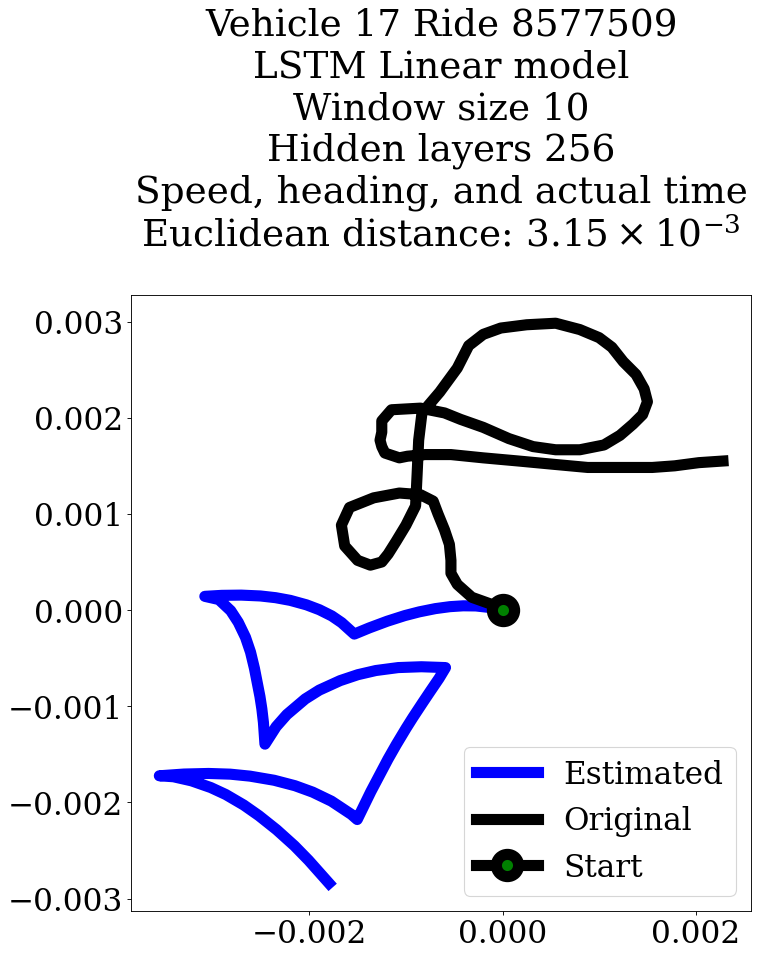 Vehicle 17 Ride 8577509
LSTM Linear model
Window size 10
Hidden layers 256
Speed, heading, and actual time
Euclidean distance: 3.15 × 10⁻³
0.003
0.002
0.001
0.000
−0.001
−0.002
−0.003
Estimated
Original
Start
−0.002
0.000
0.002